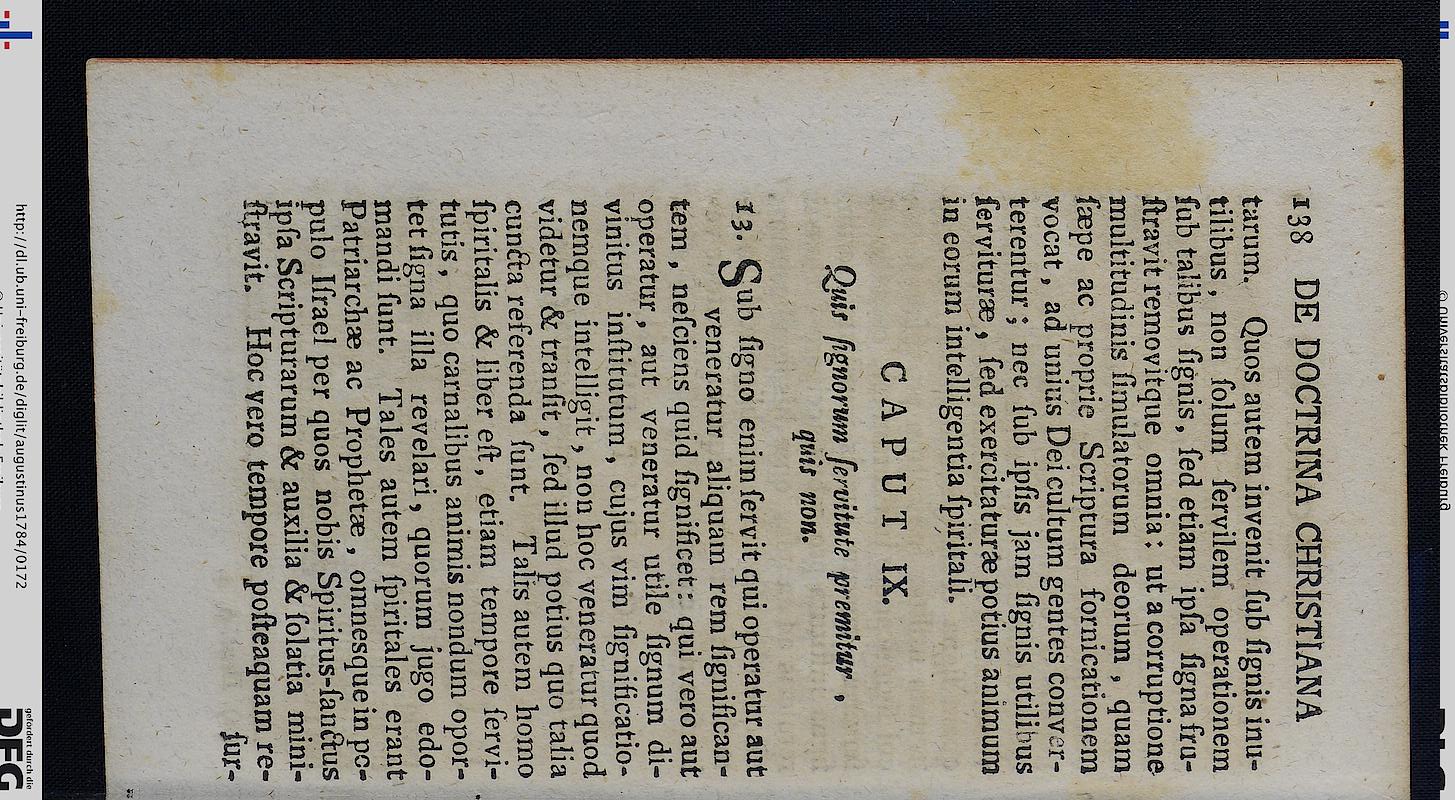 138 DE DOCTRINA CHRISTIANA
tarum. Quos autem invenit ſub ſignis inu-
tilibus, non ſolum ſervilem operationem
ſub talibus ſignis, ſed etiam ipſa ſigna fru-
ſtravit removitque omnia: ut a corruptione
multitudinis ſimulatorum deorum, quam
ſæpe ac proprie Scriptura fornicationem
vocat, ad unius Dei cultum gentes conver-
terentur; nec ſub ipſis jam ſignis utilibus
ſervituræ, ſed exercitaturæ potius animum
in eorum intelligentia ſpiritali.
CAPUT IX.
Quis ſignorum ſervitute premitur,
quis non.
13. Sub ſigno enim ſervit qui operatur aut
veneratur aliquam rem ſignifican-
tem, neſciens quid ſignificet: qui vero aut
operatur, aut veneratur utile ſignum di-
vinitus inſtitutum, cujus vim ſignificatio-
nemque intelligit, non hoc veneratur quod
videtur & tranſit, ſed illud potius quo talia
cuncta referenda ſunt. Talis autem homo
ſpiritalis & liber eſt, etiam tempore ſervi-
tutis, quo carnalibus animis nondum opor-
tet ſigna illa revelari, quorum jugo edo-
mandi ſunt. Tales autem ſpiritales erant
Patriarchæ ac Prophetæ, omnesque in po-
pulo Iſrael per quos nobis Spiritus-ſanctus
ipſa Scripturarum & auxilia & ſolatia mini-
ſtravit. Hoc vero tempore poſteaquam re-
ſur-
http://dl.ub.uni-freiburg.de/diglit/augustinus1784/0172
gefördert durch die
DFG